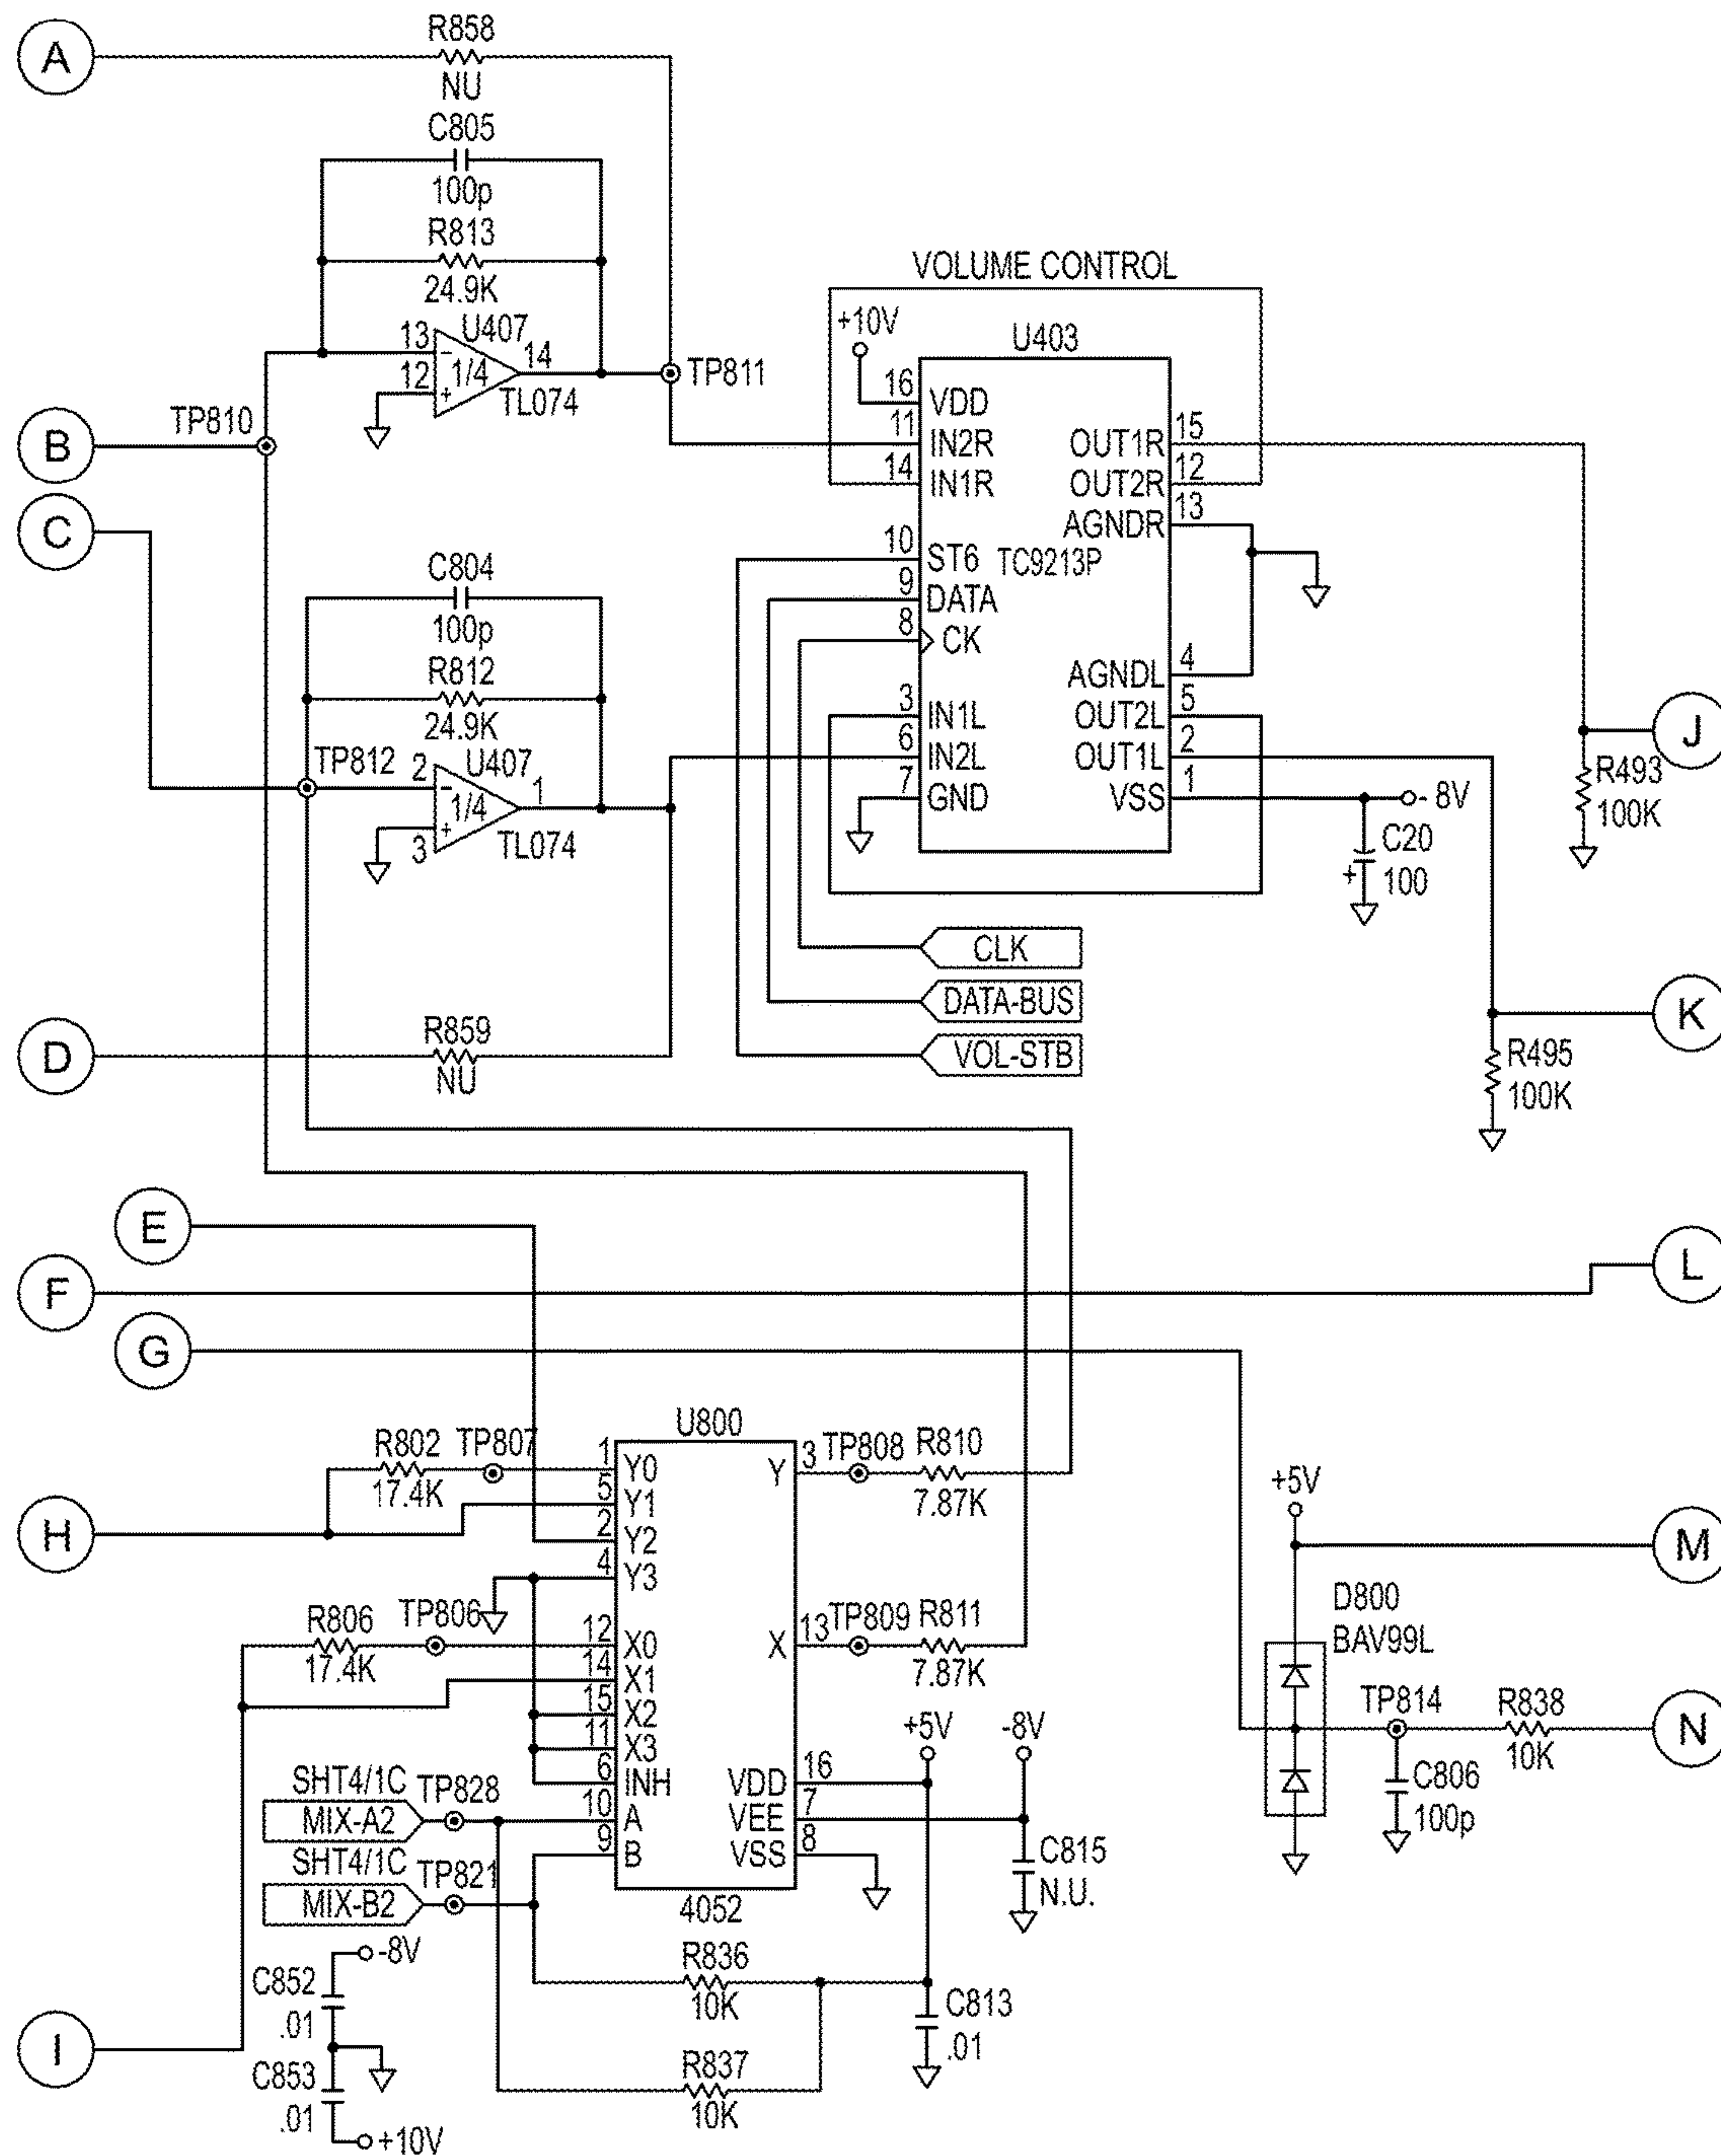 A
R858
NU
C805
100p
R813
24.9K
VOLUME CONTROL
+10V
U403
13
U407
14
12
1/4
TL074
-
+
TP811
TP810
B
C
16
VDD
11
IN2R
14
IN1R
10
ST6
TC9213P
9
DATA
8
CK
3
IN1L
6
IN2L
7
GND
OUT1R
15
OUT2R
12
AGNDR
13
AGNDL
4
OUT2L
5
OUT1L
2
VSS
1
- 8V
C20
100
+
C804
100p
R812
24.9K
TP812
2
U407
1
1/4
3
TL074
-
+
J
R493
100K
CLK
DATA-BUS
VOL-STB
D
R859
NU
K
R495
100K
E
F
L
G
U800
R802
17.4K
TP807
1
Y0
5
Y1
2
Y2
4
Y3
H
R806
17.4K
TP806
12
X0
14
X1
15
X2
11
X3
6
INH
10
A
9
B
Y
3
TP808
R810
7.87K
X
13
TP809
R811
7.87K
+5V
-8V
VDD
16
VEE
7
VSS
8
4052
C815
N.U.
+5V
M
D800
BAV99L
TP814
R838
10K
N
C806
100p
SHT4/1C
TP828
MIX-A2
SHT4/1C
TP821
MIX-B2
-8V
C852
.01
C853
.01
+10V
I
R836
10K
R837
10K
C813
.01